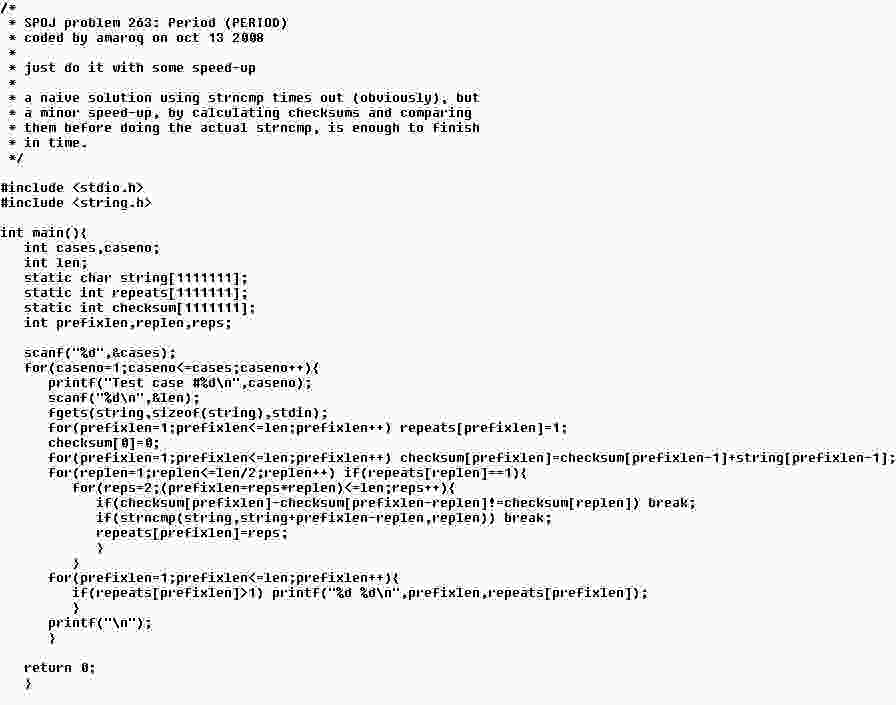 /*
 * SPOJ problem 263: Period (PERIOD)
 * coded by amaroq on oct 13 2008
 *
 * just do it with some speed-up
 *
 * a naive solution using strncmp times out (obviously), but
 * a minor speed-up, by calculating checksums and comparing
 * them before doing the actual strncmp, is enough to finish
 * in time.
 */

#include <stdio.h>
#include <string.h>

int main(){
   int cases,caseno;
   int len;
   static char string[1111111];
   static int repeats[1111111];
   static int checksum[1111111];
   int prefixlen,replen,reps;

   scanf("%d",&cases);
   for(caseno=1;caseno<=cases;caseno++){
      printf("Test case #%d\n",caseno);
      scanf("%d\n",&len);
      fgets(string,sizeof(string),stdin);
      for(prefixlen=1;prefixlen<=len;prefixlen++) repeats[prefixlen]=1;
      checksum[0]=0;
      for(prefixlen=1;prefixlen<=len;prefixlen++) checksum[prefixlen]=checksum[prefixlen-1]+string[prefixlen-1];
      for(replen=1;replen<=len/2;replen++) if(repeats[replen]==1){
         for(reps=2;(prefixlen=reps*replen)<=len;reps++){
            if(checksum[prefixlen]-checksum[prefixlen-replen]!=checksum[replen]) break;
            if(strncmp(string,string+prefixlen-replen,replen)) break;
            repeats[prefixlen]=reps;
            }
         }
      for(prefixlen=1;prefixlen<=len;prefixlen++){
         if(repeats[prefixlen]>1) printf("%d %d\n",prefixlen,repeats[prefixlen]);
         }
      printf("\n");
      }

   return 0;
   }